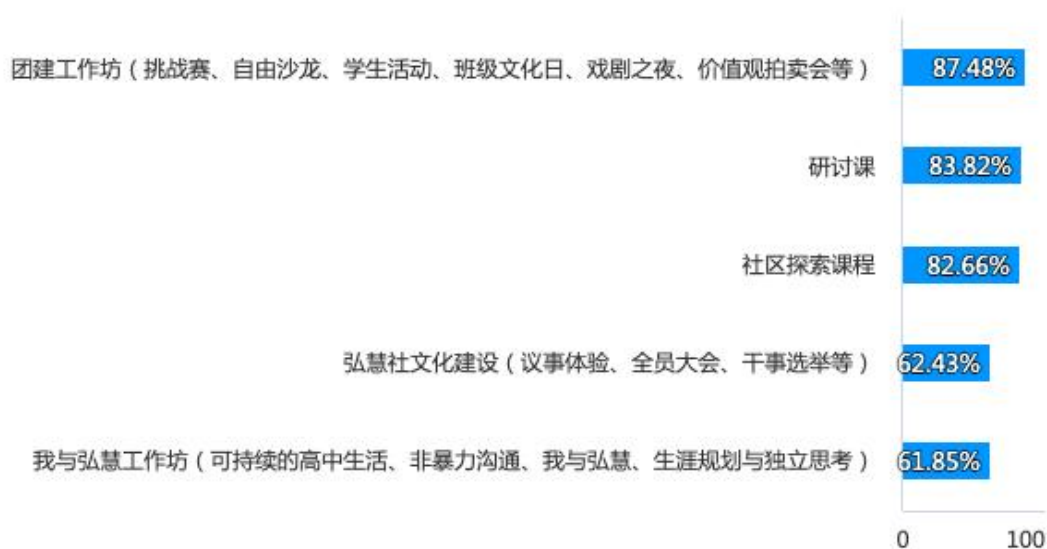 团建工作坊（挑战赛、自由沙龙、学生活动、班级文化日、戏剧之夜、价值观拍卖会等） 87.48%
研讨课 83.82%
社区探索课程 82.66%
弘慧社文化建设（议事体验、全员大会、干事选举等） 62.43%
我与弘慧工作坊（可持续的高中生活、非暴力沟通、我与弘慧、生涯规划与独立思考） 61.85%
0 100